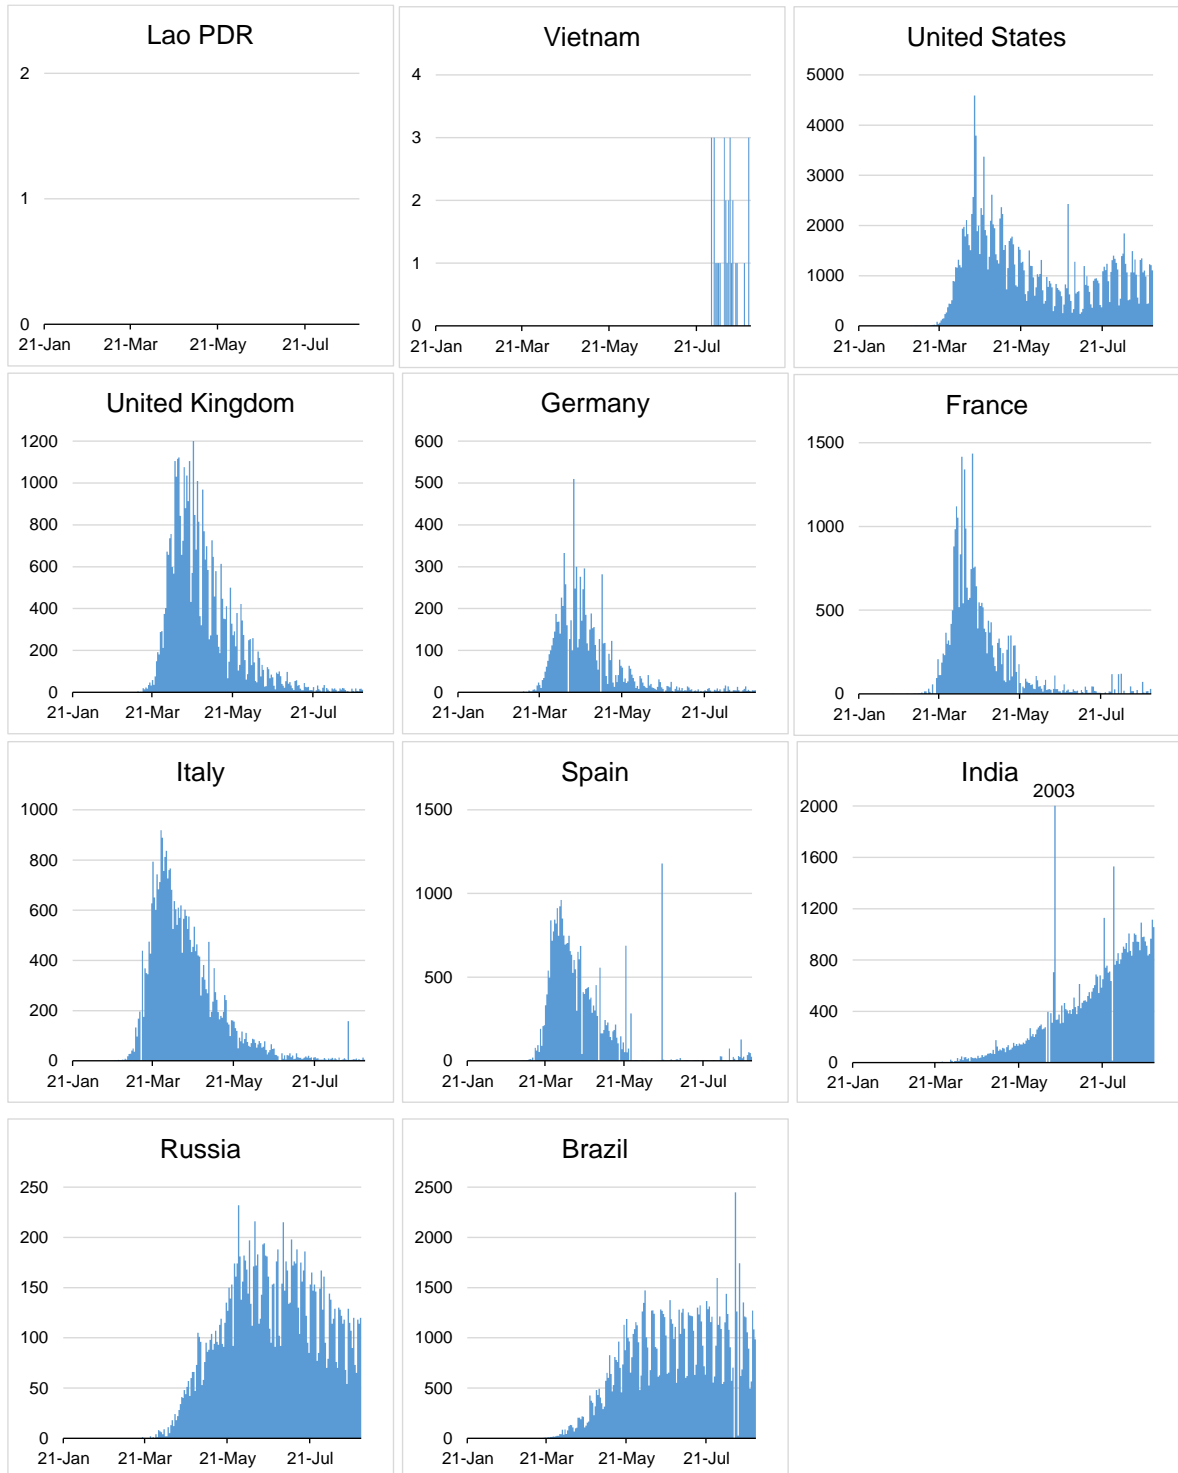 Lao PDR
2
1
0
21-Jan 21-Mar 21-May 21-Jul
Vietnam
4
3
2
1
0
21-Jan 21-Mar 21-May 21-Jul
United States
5000
4000
3000
2000
1000
0
21-Jan 21-Mar 21-May 21-Jul
United Kingdom
1200
1000
800
600
400
200
0
21-Jan 21-Mar 21-May 21-Jul
Germany
600
500
400
300
200
100
0
21-Jan 21-Mar 21-May 21-Jul
France
1500
1000
500
0
21-Jan 21-Mar 21-May 21-Jul
Italy
1000
800
600
400
200
0
21-Jan 21-Mar 21-May 21-Jul
Spain
1500
1000
500
0
21-Jan 21-Mar 21-May 21-Jul
India
2003
2000
1600
1200
800
400
0
21-Jan 21-Mar 21-May 21-Jul
Russia
250
200
150
100
50
0
21-Jan 21-Mar 21-May 21-Jul
Brazil
2500
2000
1500
1000
500
0
21-Jan 21-Mar 21-May 21-Jul